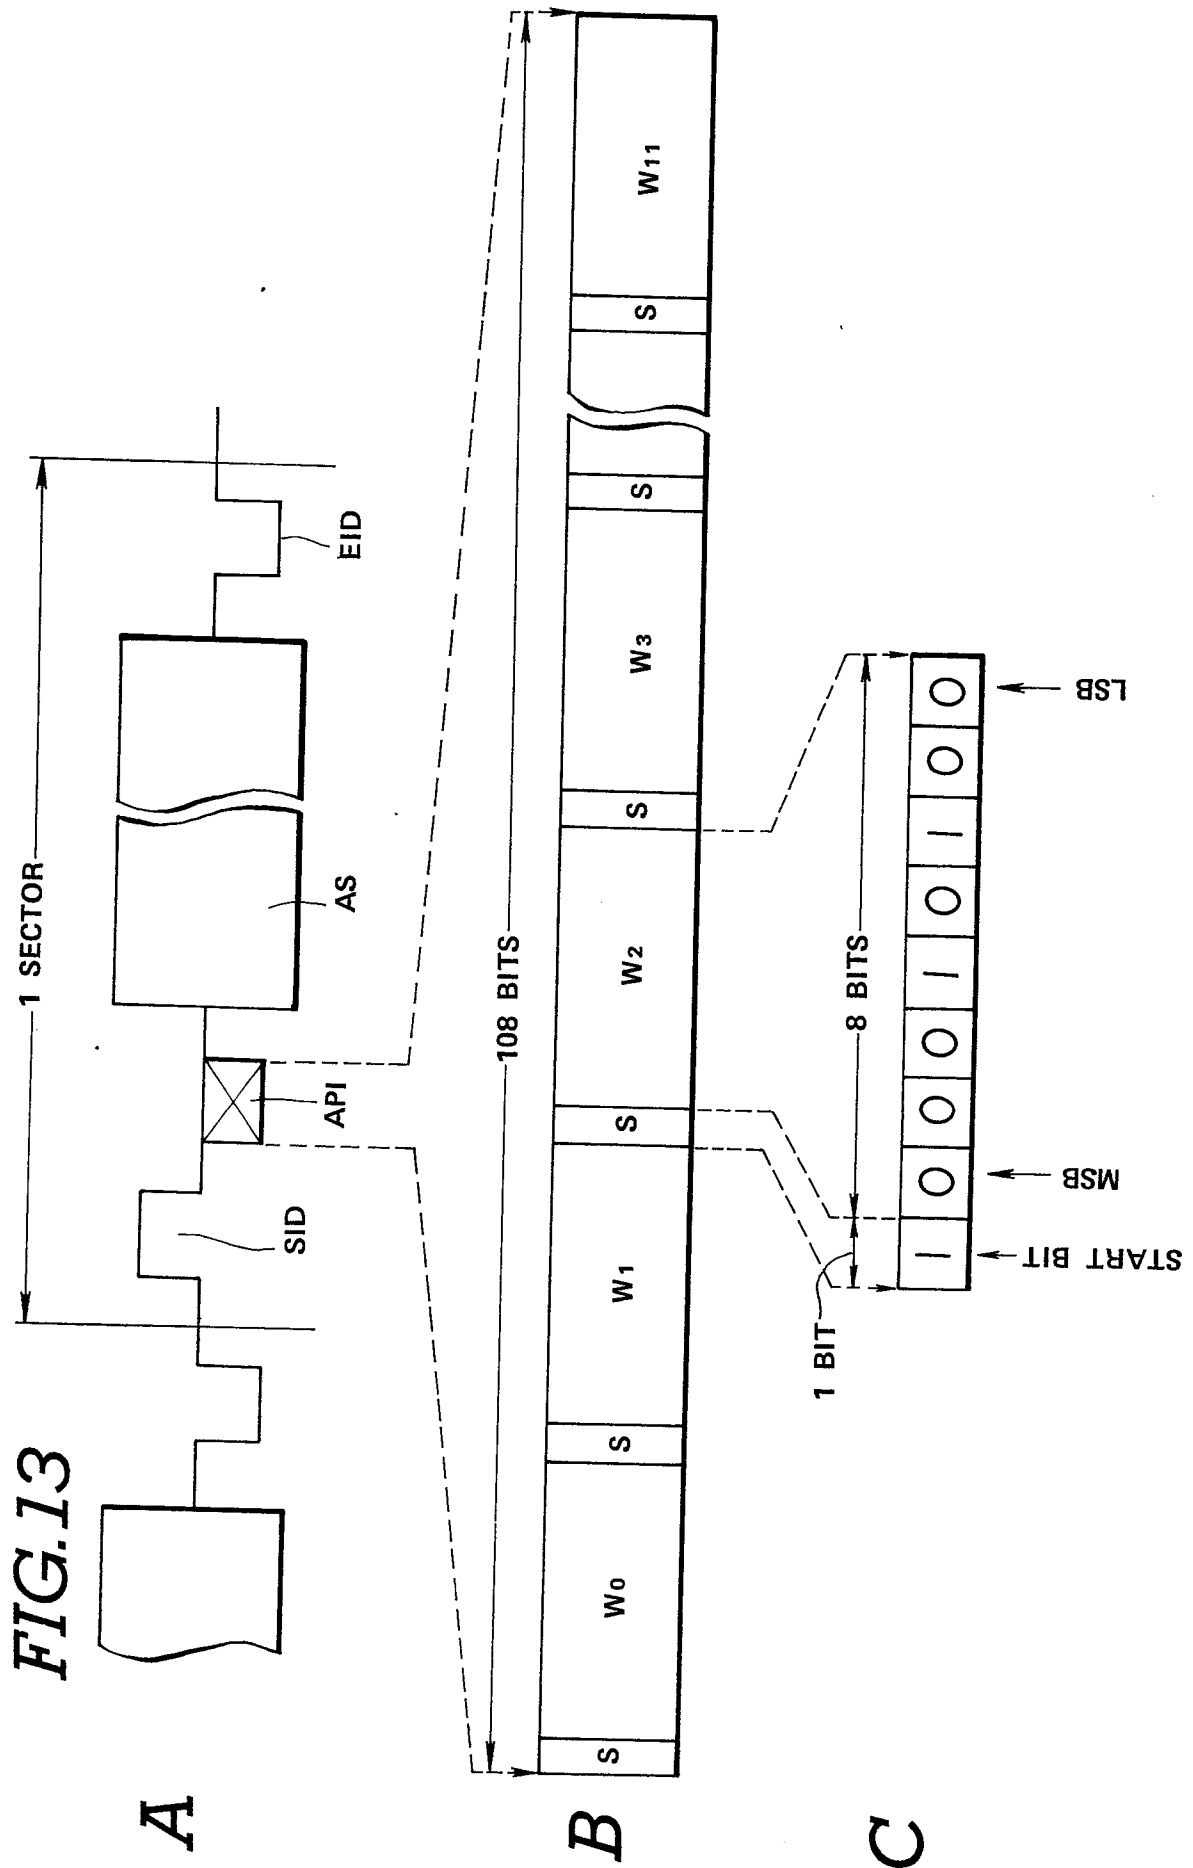 FIG.13
A
1 SECTOR
SID
API
AS
EID
B
108 BITS
S
W0
S
W1
S
W2
S
W3
S
S
W11
C
1 BIT
8 BITS
1 0 0 0 1 0 1 0 0
START BIT
MSB
LSB